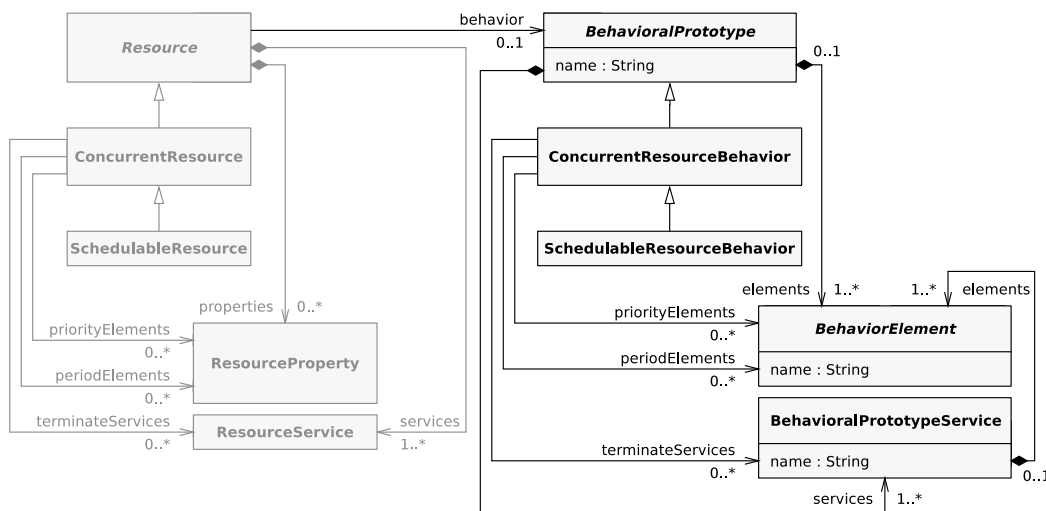 behavior
0..1
Resource
BehavioralPrototype
name : String
0..1
ConcurrentResource
ConcurrentResourceBehavior
SchedulableResource
SchedulableResourceBehavior
properties
0..*
elements
1..*
1..*
elements
priorityElements
0..*
ResourceProperty
periodElements
0..*
priorityElements
0..*
BehaviorElement
periodElements
0..*
name : String
terminateServices
0..*
ResourceService
services
1..*
BehavioralPrototypeService
terminateServices
0..*
name : String
0..1
services
1..*